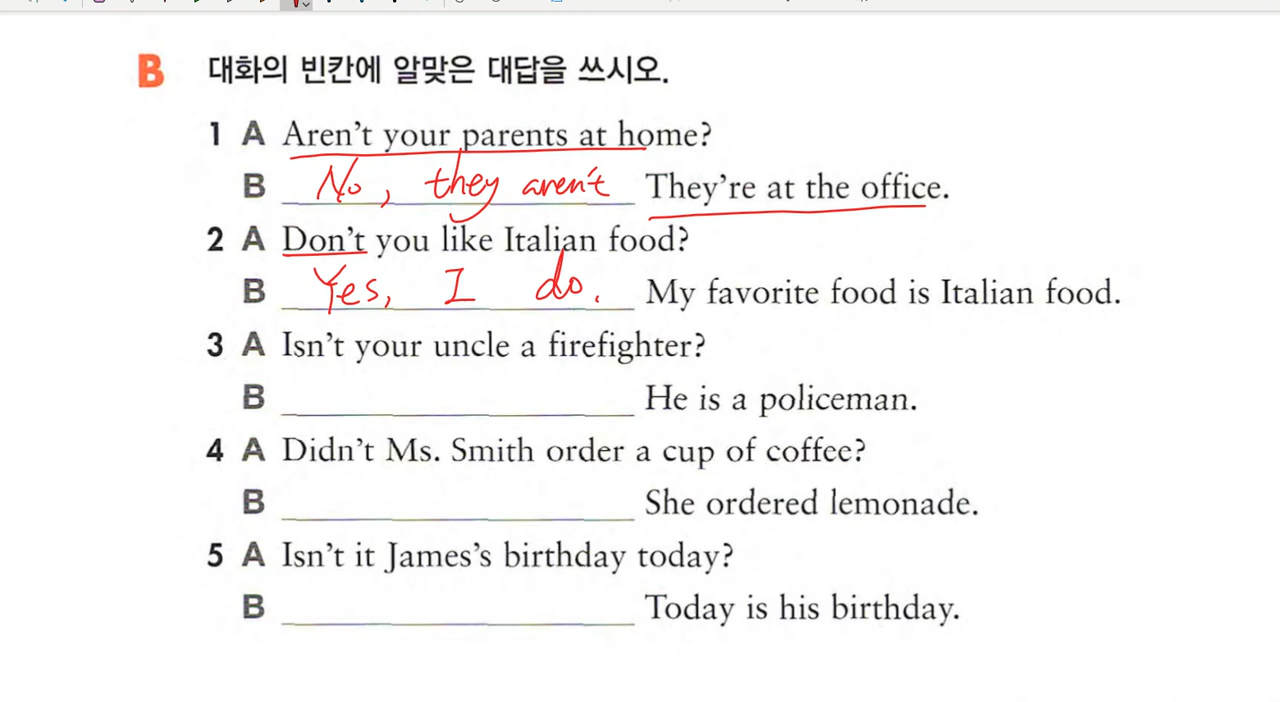 B 대화의 빈칸에 알맞은 대답을 쓰시오.
1 A Aren't your parents at home?
B No, they aren't They're at the office.
2 A Don't you like Italian food?
B Yes, I do. My favorite food is Italian food.
3 A Isn't your uncle a firefighter?
B He is a policeman.
4 A Didn't Ms. Smith order a cup of coffee?
B She ordered lemonade.
5 A Isn't it James's birthday today?
B Today is his birthday.